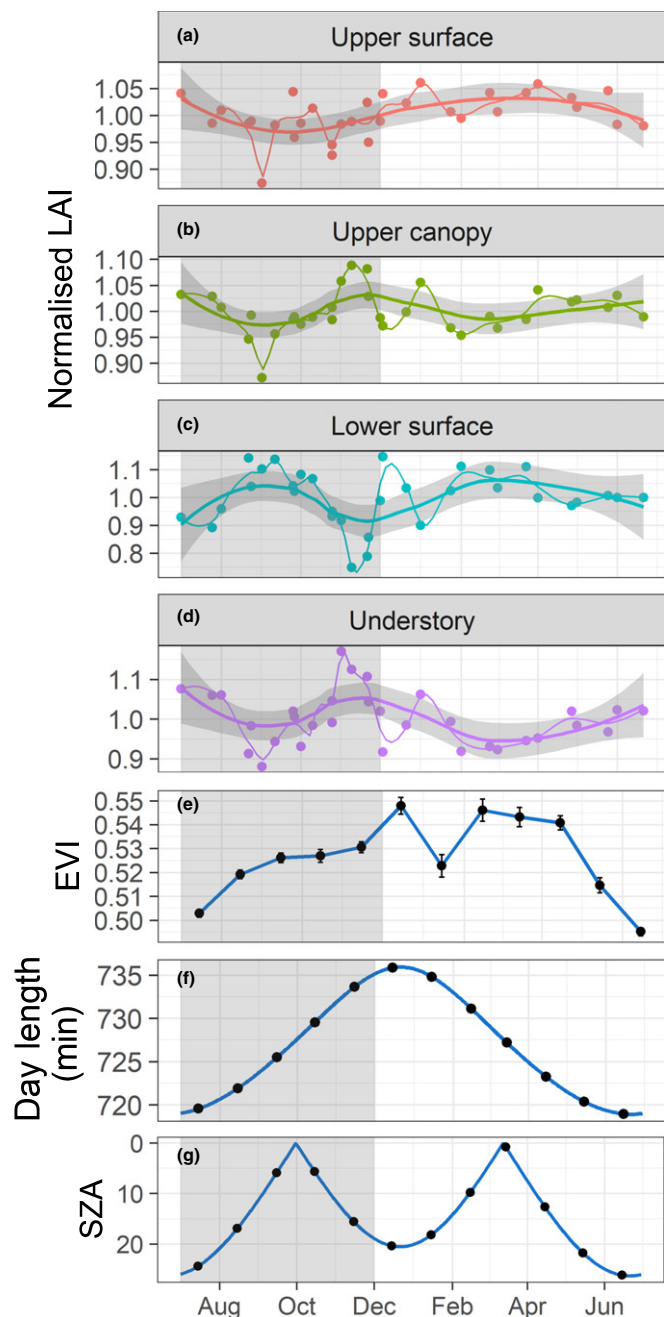 (a) Upper surface
1.05
1.00
0.95
0.90
Normalised LAI
(b) Upper canopy
1.10
1.05
1.00
0.95
0.90
(c) Lower surface
1.1
1.0
0.9
0.8
(d) Understory
1.1
1.0
0.9
(e)
EVI
0.55
0.54
0.53
0.52
0.51
0.50
(f)
Day length
(min)
735
730
725
720
(g)
SZA
0
10
20
Aug Oct Dec Feb Apr Jun